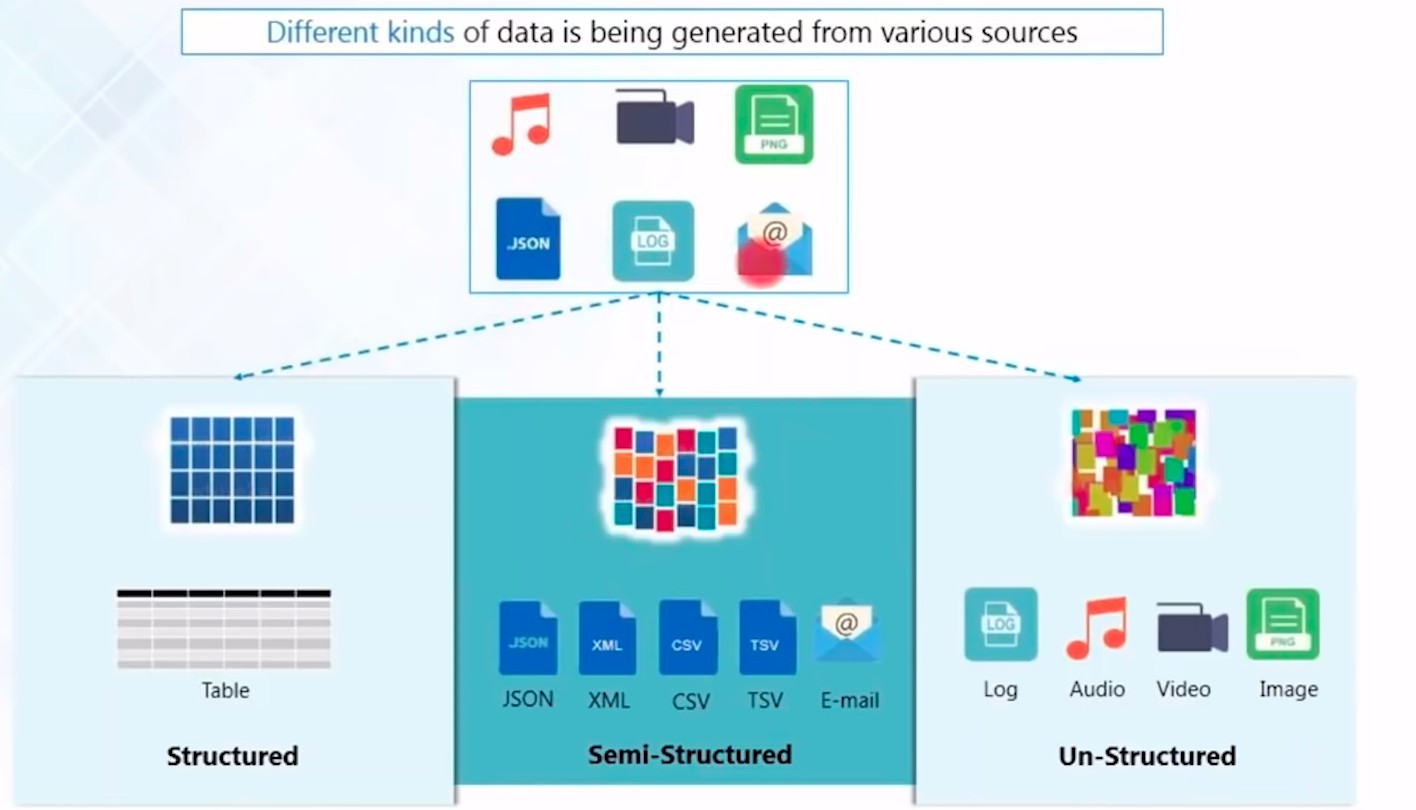 Different kinds of data is being generated from various sources
PNG
.JSON
LOG
@
Table
Structured
.JSON
XML
CSV
TSV
@
JSON
XML
CSV
TSV
E-mail
Semi-Structured
LOG
PNG
Log
Audio
Video
Image
Un-Structured